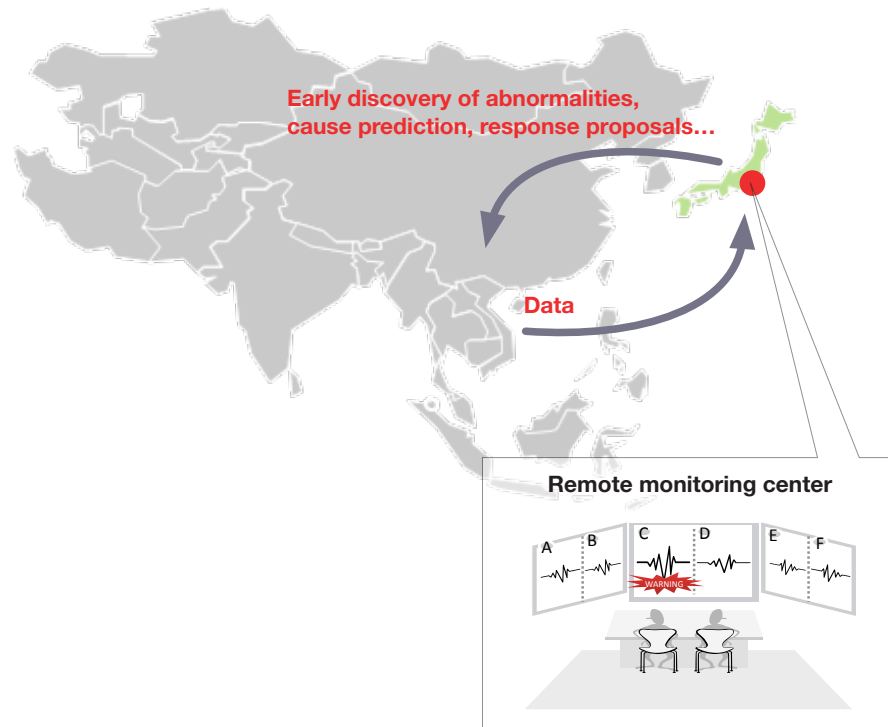 Early discovery of abnormalities,
cause prediction, response proposals…
Data
Remote monitoring center
A
B
C
D
E
F
WARNING